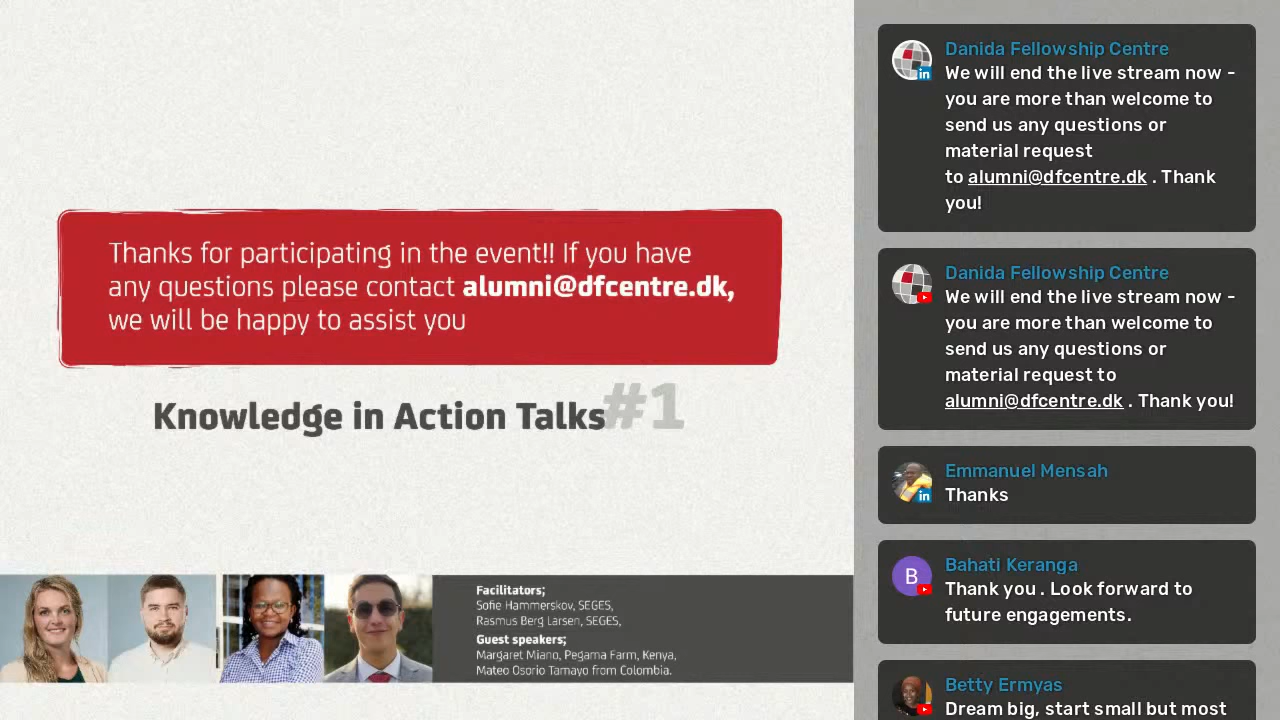 Thanks for participating in the event!! If you have
any questions please contact alumni@dfcentre.dk,
we will be happy to assist you
Knowledge in Action Talks #1
Facilitators;
Sofie Hammerskov, SEGES,
Rasmus Berg Larsen, SEGES,
Guest speakers;
Margaret Miano, Pegama Farm, Kenya,
Mateo Osorio Tamayo from Colombia.
Danida Fellowship Centre
We will end the live stream now -
you are more than welcome to
send us any questions or
material request
to alumni@dfcentre.dk . Thank
you!
Danida Fellowship Centre
We will end the live stream now -
you are more than welcome to
send us any questions or
material request to
alumni@dfcentre.dk . Thank you!
Emmanuel Mensah
Thanks
B
Bahati Keranga
Thank you . Look forward to
future engagements.
Betty Ermyas
Dream big, start small but most